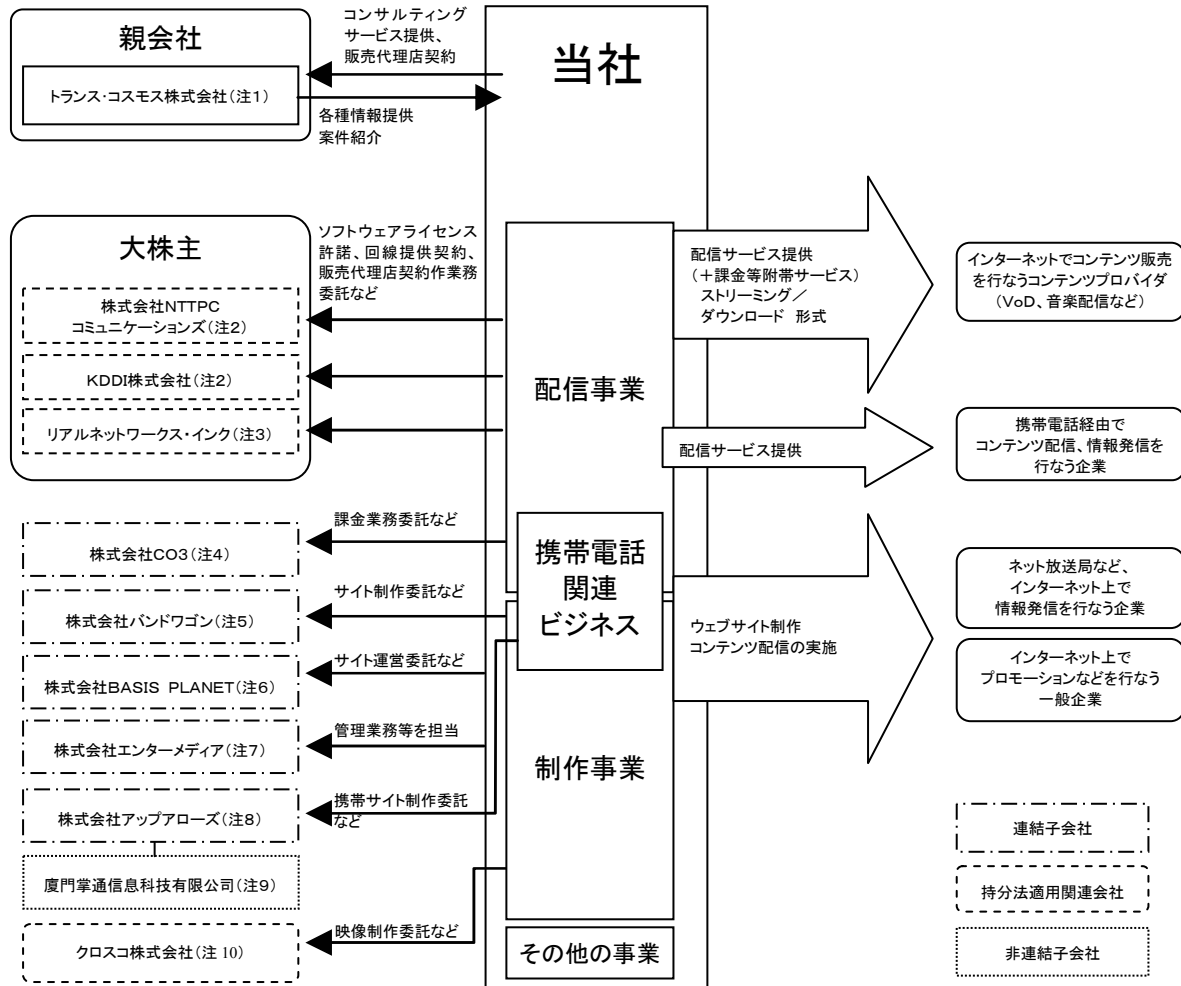 親会社
トランス・コスモス株式会社(注1)
コンサルティング
サービス提供、
販売代理店契約
各種情報提供
案件紹介
当社
大株主
株式会社NTTPC
コミュニケーションズ(注2)
KDDI株式会社(注2)
リアルネットワークス・インク(注3)
ソフトウェアライセンス
許諾、回線提供契約、
販売代理店契約作業務
委託など
株式会社CO3(注4)
課金業務委託など
株式会社バンドワゴン(注5)
サイト制作委託など
株式会社BASIS PLANET(注6)
サイト運営委託など
株式会社エンターメディア(注7)
管理業務等を担当
株式会社アップアローズ(注8)
携帯サイト制作委託
など
廈門掌通信息科技有限公司(注9)
クロスコ株式会社(注 10)
映像制作委託など
配信事業
携帯電話
関連
ビジネス
制作事業
その他の事業
配信サービス提供
(+課金等附帯サービス)
ストリーミング/
ダウンロード 形式
配信サービス提供
ウェブサイト制作
コンテンツ配信の実施
インターネットでコンテンツ販売
を行なうコンテンツプロバイダ
(VoD、音楽配信など)
携帯電話経由で
コンテンツ配信、情報発信を
行なう企業
ネット放送局など、
インターネット上で
情報発信を行なう企業
インターネット上で
プロモーションなどを行なう
一般企業
連結子会社
持分法適用関連会社
非連結子会社